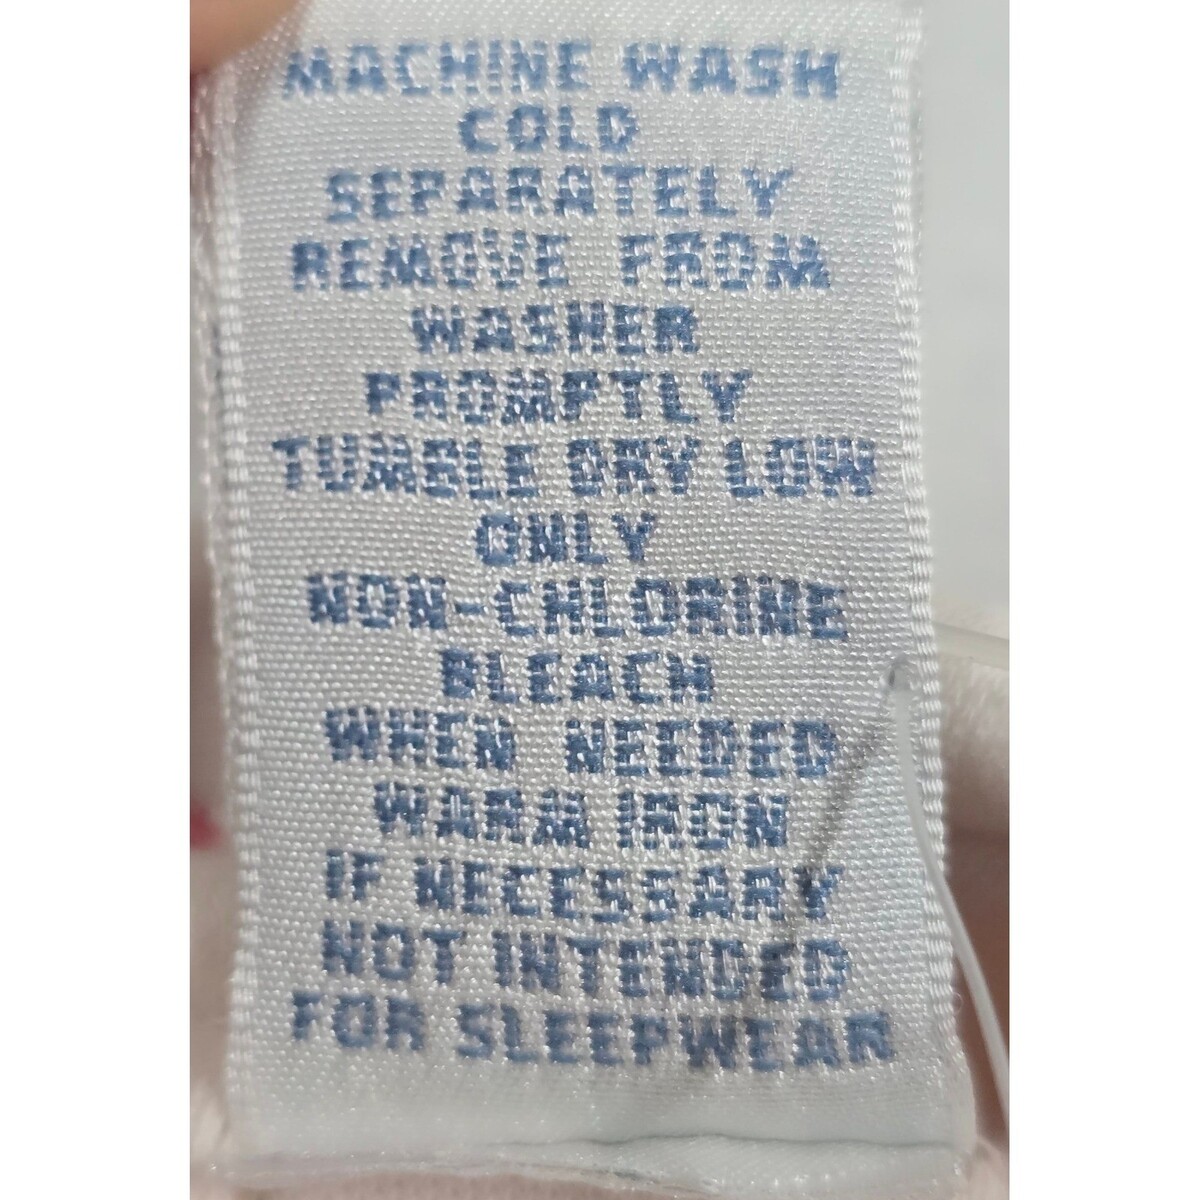 MACHINE WASH
COLD
SEPARATELY
REMOVE FROM
WASHER
PROMPTLY
TUMBLE DRY LOW
ONLY
NON-CHLORINE
BLEACH
WHEN NEEDED
WARM IRON
IF NECESSARY
NOT INTENDED
FOR SLEEPWEAR